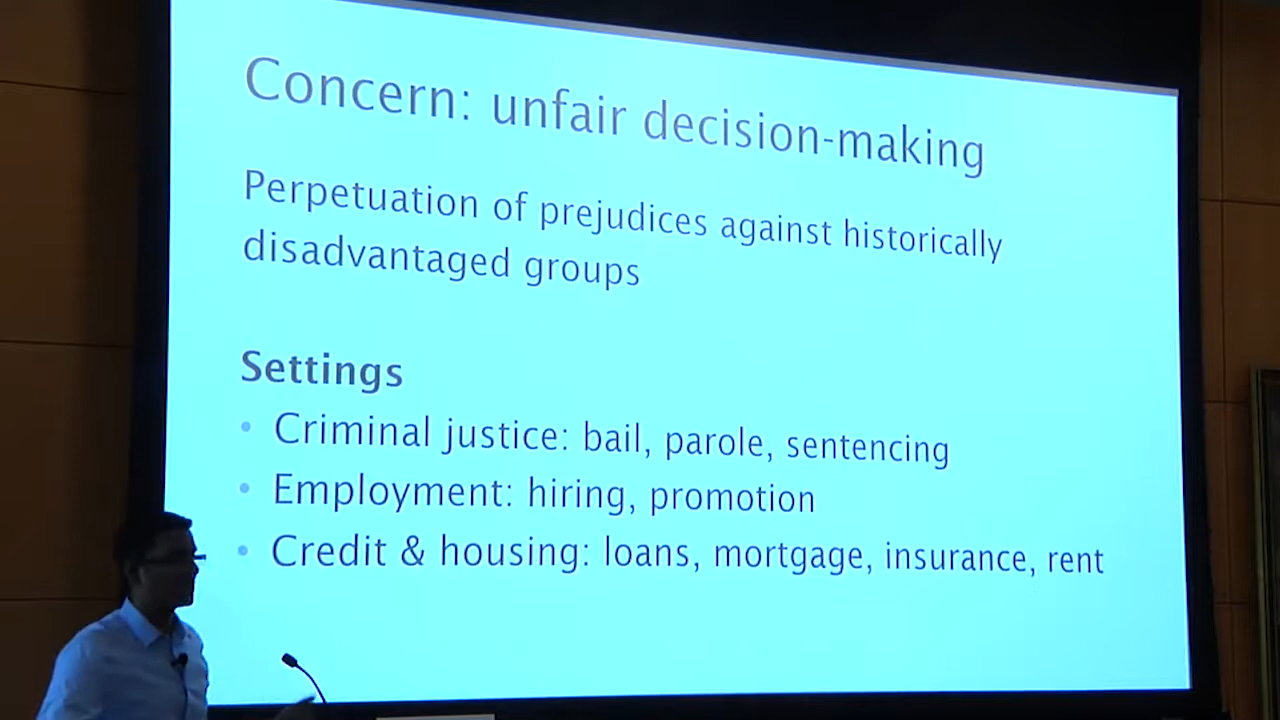 Concern: unfair decision-making
Perpetuation of prejudices against historically
disadvantaged groups
Settings
• Criminal justice: bail, parole, sentencing
• Employment: hiring, promotion
• Credit & housing: loans, mortgage, insurance, rent